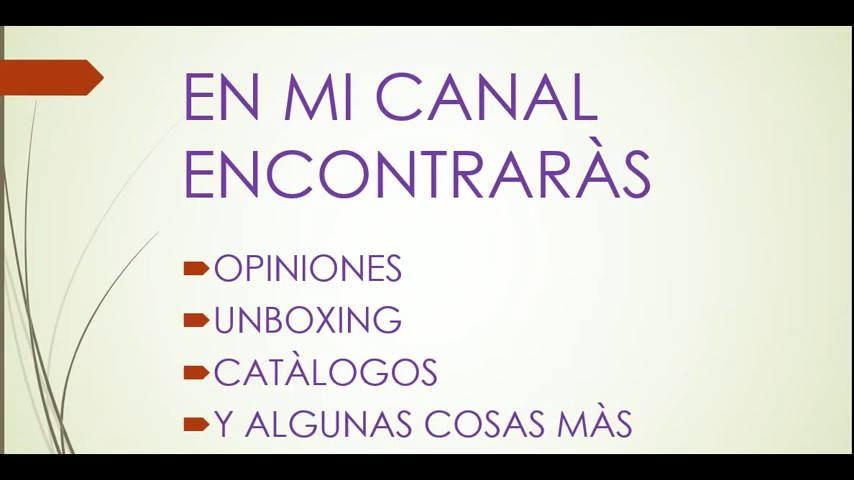 EN MI CANAL
ENCONTRARÀS
OPINIONES
UNBOXING
CATÀLOGOS
Y ALGUNAS COSAS MÀS